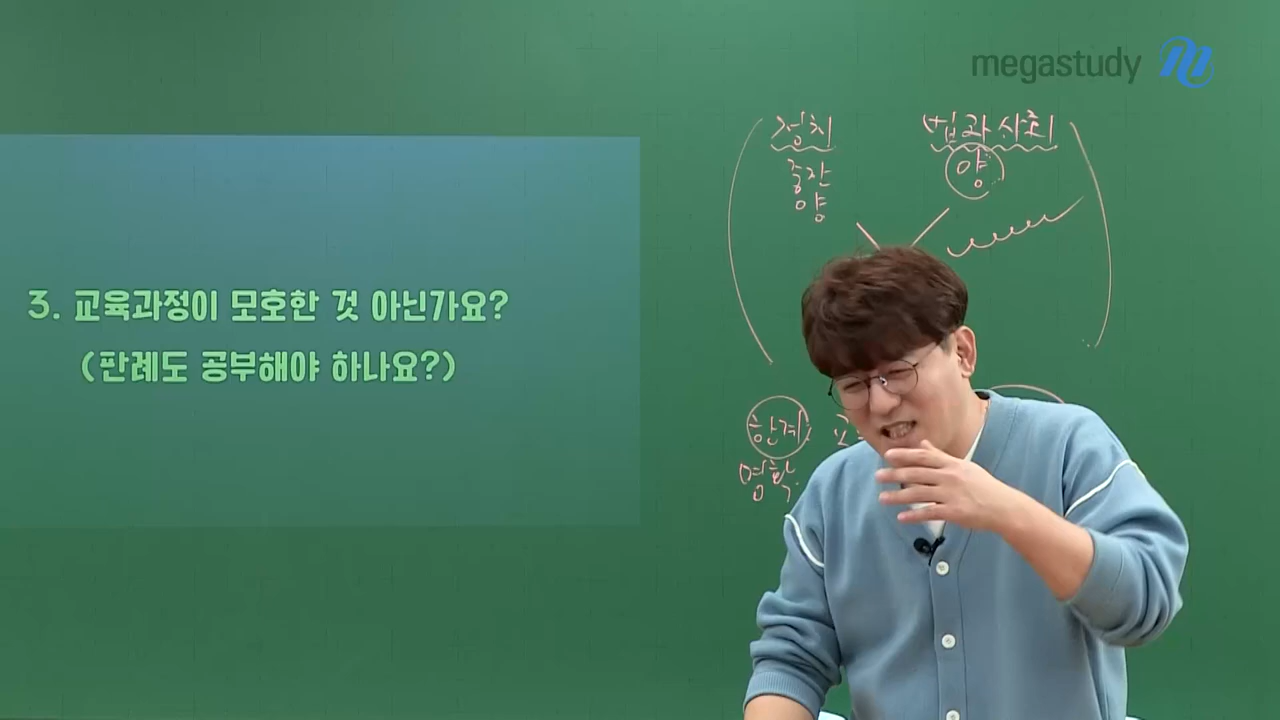 megastudy
3. 교육과정이 모호한 것 아닌가요?
(판례도 공부해야 하나요?)
정치
중간
양
법과사회
양
한계
영향